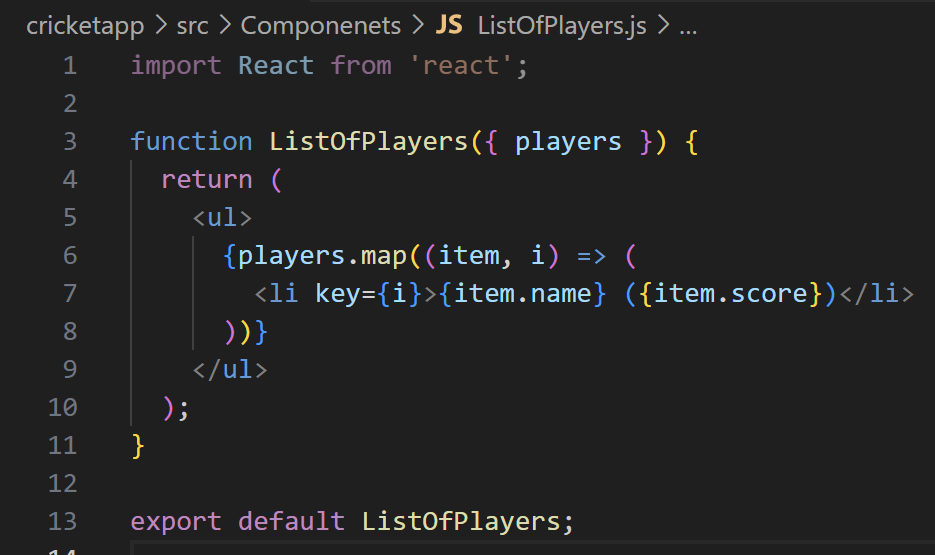 cricketapp > src > Componenets > JS ListOfPlayers.js > ...
1 import React from 'react';
2
3 function ListOfPlayers({ players }) {
4 return (
5 <ul>
6 {players.map((item, i) => (
7 <li key={i}>{item.name} ({item.score})</li>
8 ))}
9 </ul>
10 );
11 }
12
13 export default ListOfPlayers;
14